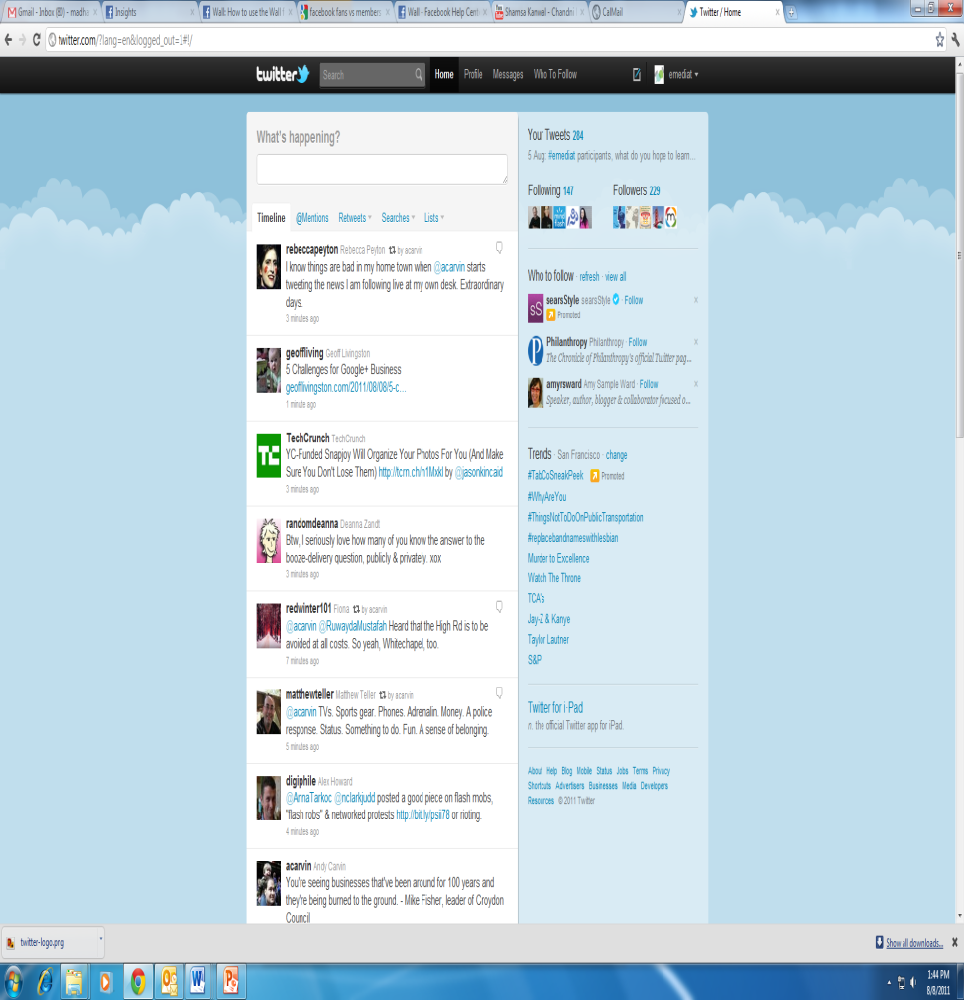 Gmail - Inbox (80) - madha
Insights
Wall: How to use the Wall
facebook fans vs members
Wall - Facebook Help Cent
Shamsa Kanwal - Chandni
CalMail
Twitter / Home
twitter.com/?lang=en&logged_out=1#!/
twitter
Search
Home Profile Messages Who To Follow
emediat
What's happening?
Timeline @Mentions Retweets Searches Lists
rebeccapeyton Rebecca Peyton by acarvin
I know things are bad in my home town when @acarvin starts
tweeting the news I am following live at my own desk. Extraordinary
days.
3 minutes ago
geoffliving Geoff Livingston
5 Challenges for Google+ Business
geofflivingston.com/2011/08/08/5-c...
1 minute ago
TechCrunch TechCrunch
YC-Funded Snapjoy Will Organize Your Photos For You (And Make
Sure You Don't Lose Them) http://tcrn.ch/n1Mxkl by @jasonkincaid
3 minutes ago
randomdeanna Deanna Zandt
Btw, I seriously love how many of you know the answer to the
booze-delivery question, publicly & privately. xox
3 minutes ago
redwinter101 Fiona by acarvin
@acarvin @RuwaydaMustafah Heard that the High Rd is to be
avoided at all costs. So yeah, Whitechapel, too.
7 minutes ago
matthewteller Matthew Teller by acarvin
@acarvin TVs. Sports gear. Phones. Adrenalin. Money. A police
response. Status. Something to do. Fun. A sense of belonging.
5 minutes ago
digiphile Alex Howard
@AnnaTarkoc @nclarkjudd posted a good piece on flash mobs,
"flash robs" & networked protests http://bit.ly/psii78 or rioting.
4 minutes ago
acarvin Andy Carvin
You're seeing businesses that've been around for 100 years and
they're being burned to the ground. - Mike Fisher, leader of Croydon
Council
Your Tweets 284
5 Aug: #emediat participants, what do you hope to learn...
Following 147 Followers 229
Who to follow · refresh · view all
sS
searsStyle searsStyle · Follow x
Promoted
P
Philanthropy Philanthropy · Follow x
The Chronicle of Philanthropy's official Twitter pag...
amyrsward Amy Sample Ward · Follow x
Speaker, author, blogger & collaborator focused o...
Trends · San Francisco · change
#TabCoSneakPeek Promoted
#WhyAreYou
#ThingsNotToDoOnPublicTransportation
#replacebandnameswithlesbian
Murder to Excellence
Watch The Throne
TCA's
Jay-Z & Kanye
Taylor Lautner
S&P
Twitter for i·Pad
n. the official Twitter app for iPad.
About Help Blog Mobile Status Jobs Terms Privacy
Shortcuts Advertisers Businesses Media Developers
Resources © 2011 Twitter
twitter-logo.png
Show all downloads...
1:44 PM
8/8/2011